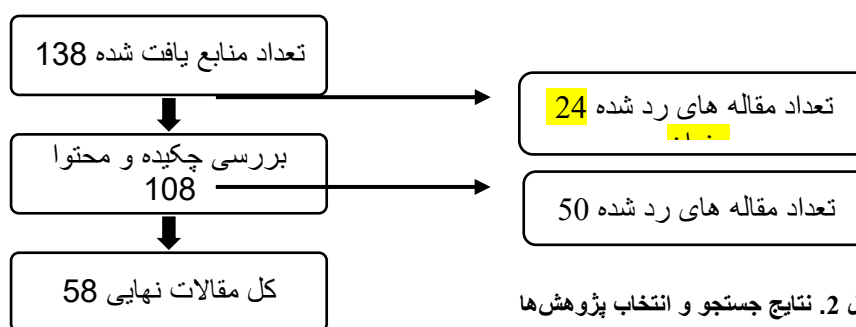 تعداد منابع یافت شده 138
تعداد مقاله های رد شده 24
بررسی چکیده و محتوا
108
تعداد مقاله های رد شده 50
کل مقالات نهایی 58
2. نتایج جستجو و انتخاب پژوهش‌ها